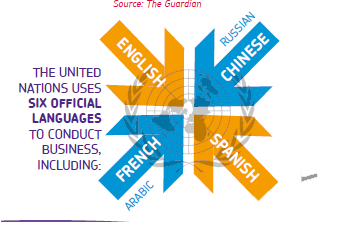 Source: The Guardian
THE UNITED
NATIONS USES
SIX OFFICIAL
LANGUAGES
TO CONDUCT
BUSINESS,
INCLUDING:
ENGLISH
RUSSIAN
CHINESE
FRENCH
ARABIC
SPANISH